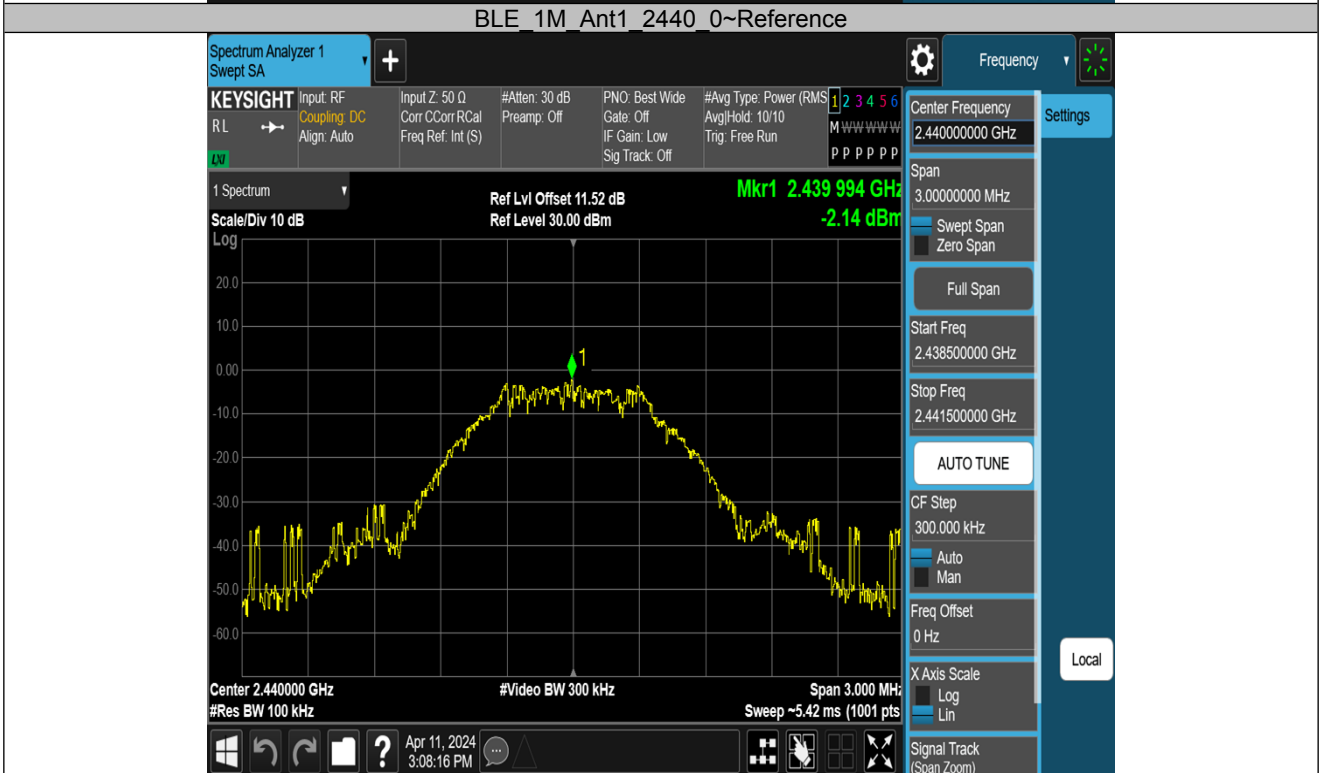 BLE_1M_Ant1_2440_0~Reference
Spectrum Analyzer 1
Swept SA
+
Frequency
KEYSIGHT
RL
LXI
Input: RF
Coupling: DC
Align: Auto
Input Z: 50 Ω
Corr CCorr RCal
Freq Ref: Int (S)
#Atten: 30 dB
Preamp: Off
PNO: Best Wide
Gate: Off
IF Gain: Low
Sig Track: Off
#Avg Type: Power (RMS
Avg|Hold: 10/10
Trig: Free Run
1 2 3 4 5 6
M W W W W W
P P P P P P
Center Frequency
2.440000000 GHz
Settings
Span
3.00000000 MHz
Swept Span
Zero Span
Full Span
Start Freq
2.438500000 GHz
Stop Freq
2.441500000 GHz
AUTO TUNE
CF Step
300.000 kHz
Auto
Man
Freq Offset
0 Hz
X Axis Scale
Log
Lin
Signal Track
(Span Zoom)
Local
1 Spectrum
Scale/Div 10 dB
Ref Lvl Offset 11.52 dB
Ref Level 30.00 dBm
Mkr1 2.439 994 GHz
-2.14 dBm
Log
20.0
10.0
0.00
-10.0
-20.0
-30.0
-40.0
-50.0
-60.0
1
Center 2.440000 GHz
#Video BW 300 kHz
Span 3.000 MHz
#Res BW 100 kHz
Sweep ~5.42 ms (1001 pts
?
Apr 11, 2024
3:08:16 PM